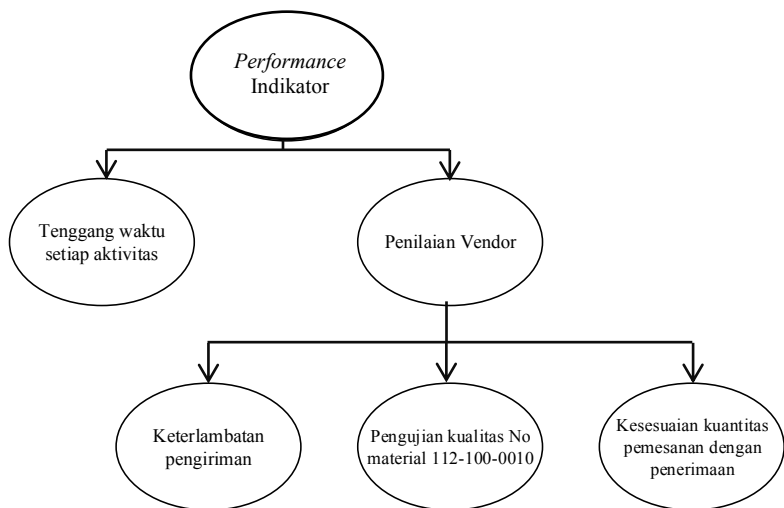 Performance
Indikator
Tenggang waktu
setiap aktivitas
Penilaian Vendor
Keterlambatan
pengiriman
Pengujian kualitas No
material 112-100-0010
Kesesuaian kuantitas
pemesanan dengan
penerimaan